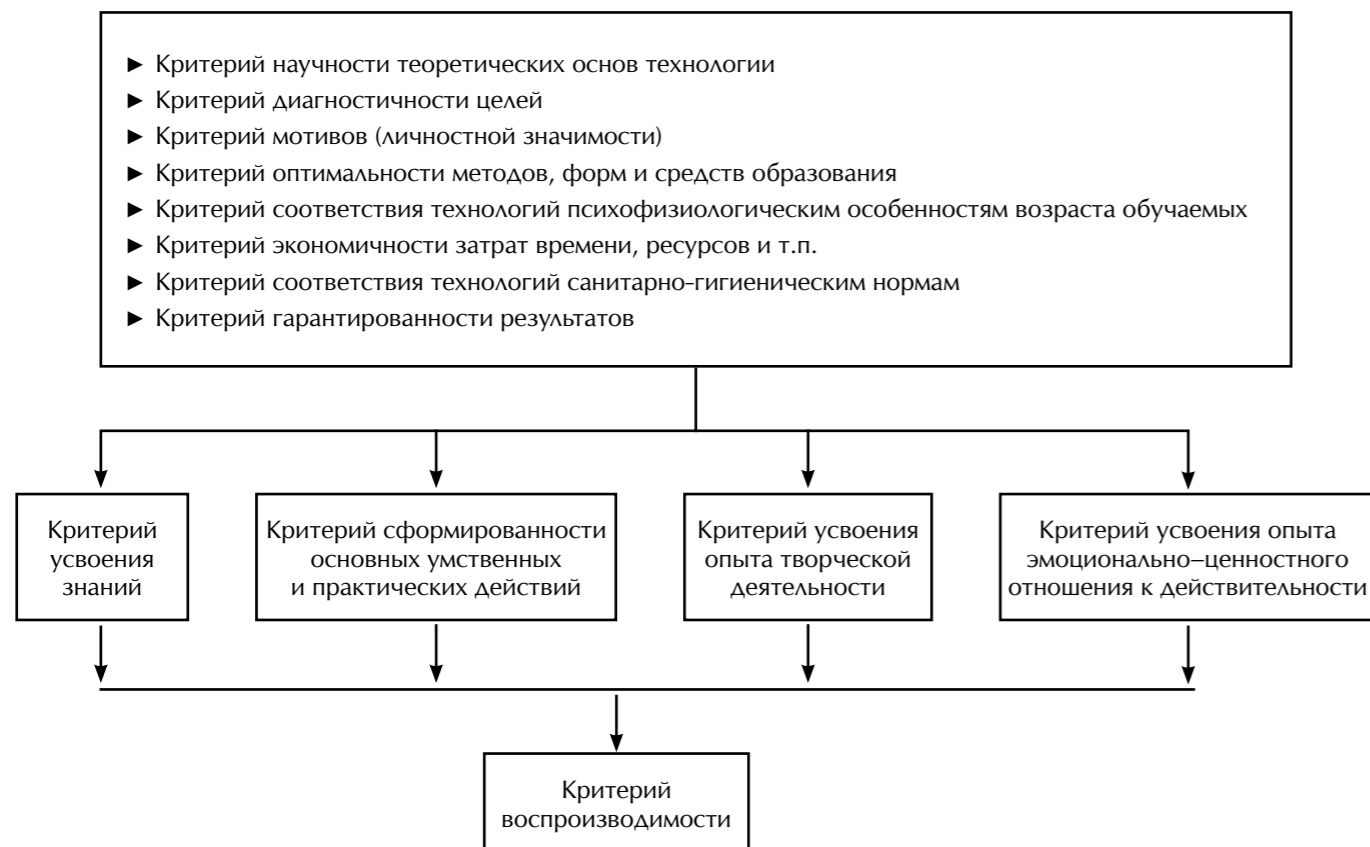 ► Критерий научности теоретических основ технологии
► Критерий диагностичности целей
► Критерий мотивов (личностной значимости)
► Критерий оптимальности методов, форм и средств образования
► Критерий соответствия технологий психофизиологическим особенностям возраста обучаемых
► Критерий экономичности затрат времени, ресурсов и т.п.
► Критерий соответствия технологий санитарно-гигиеническим нормам
► Критерий гарантированности результатов
Критерий
усвоения
знаний
Критерий сформированности
основных умственных
и практических действий
Критерий усвоения
опыта творческой
деятельности
Критерий усвоения опыта
эмоционально–ценностного
отношения к действительности
Критерий
воспроизводимости